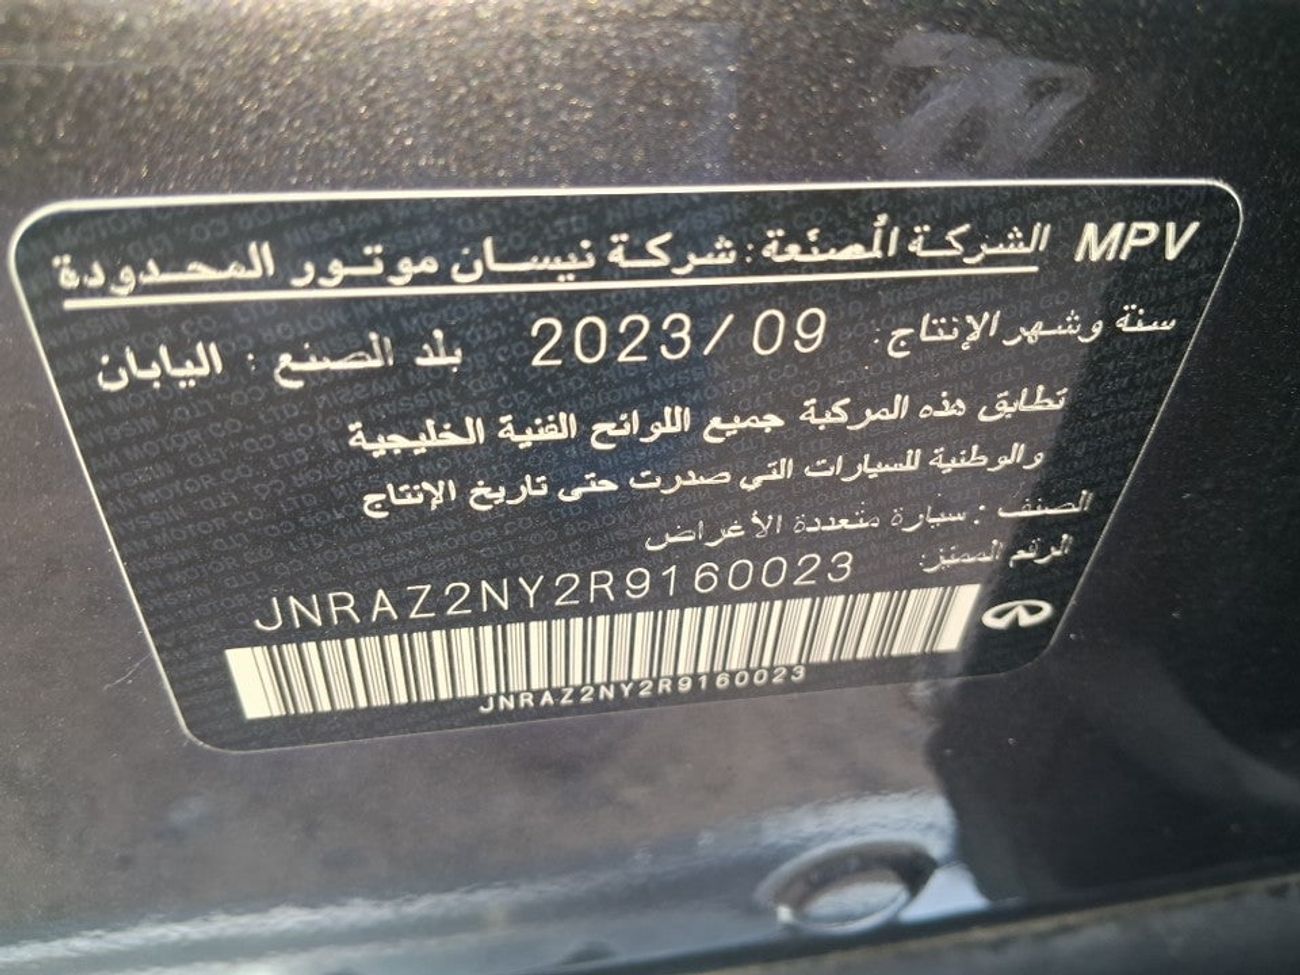 MPV الشركة المُصنَعة: شركة نيسان موتور المحدودة
سنة وشهر الإنتاج: 2023/09 بلد الصنع : اليابان
تطابق هذه المركبة جميع اللوائح الفنية الخليجية
والوطنية للسيارات التي صدرت حتى تاريخ الإنتاج
الصنف : سيارة متعددة الأغراض
الرقم المميّز: JNRAZ2NY2R9160023
JNRAZ2NY2R9160023